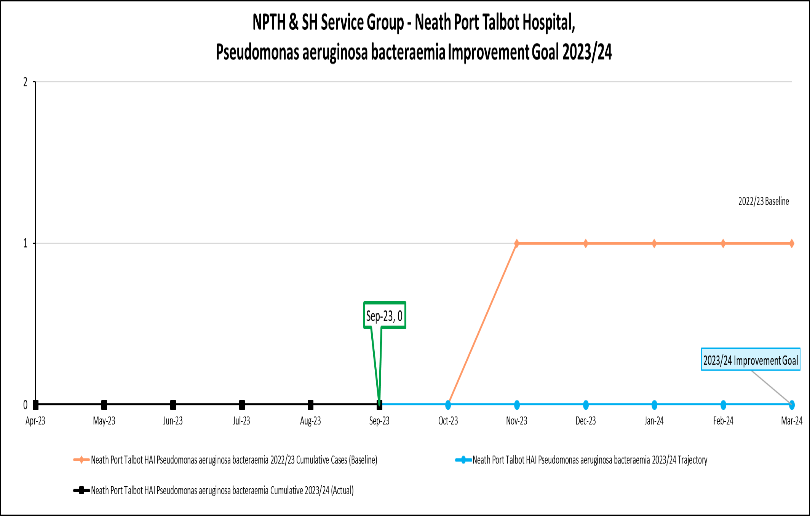 NPTH & SH Service Group - Neath Port Talbot Hospital,
Pseudomonas aeruginosa bacteraemia Improvement Goal 2023/24
2
2022/23 Baseline
1
Sep-23, 0
2023/24 Improvement Goal
0
Apr-23 May-23 Jun-23 Jul-23 Aug-23 Sep-23 Oct-23 Nov-23 Dec-23 Jan-24 Feb-24 Mar-24
Neath Port Talbot HAI Pseudomonas aeruginosa bacteraemia 2022/23 Cumulative Cases (Baseline) Neath Port Talbot HAI Pseudomonas aeruginosa bacteraemia 2023/24 Trajectory
Neath Port Talbot HAI Pseudomonas aeruginosa bacteraemia Cumulative 2023/24 (Actual)